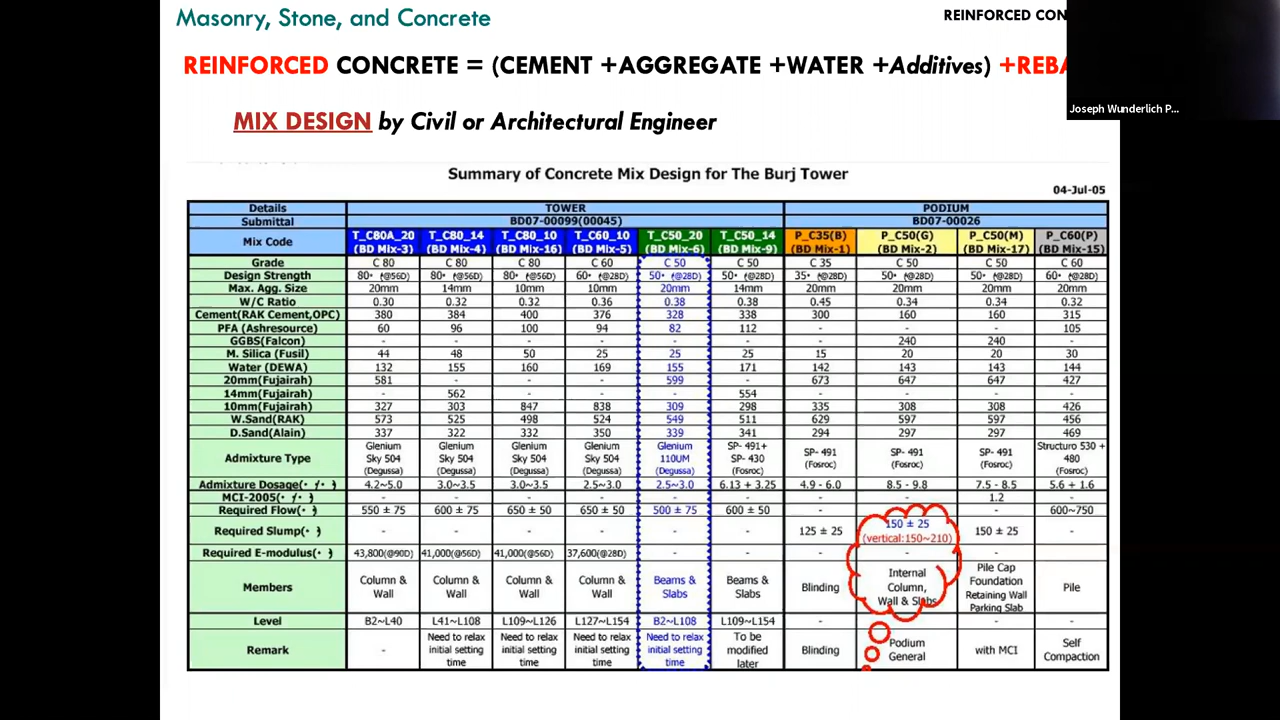 Masonry, Stone, and Concrete
REINFORCED CON
REINFORCED CONCRETE = (CEMENT +AGGREGATE +WATER +Additives) +REBA
Joseph Wunderlich P...
MIX DESIGN by Civil or Architectural Engineer
Summary of Concrete Mix Design for The Burj Tower
04-Jul-05
Details TOWER PODIUM
Submittal BD07-00099(00045) BD07-00026
Mix Code T_C80A_20 (BD Mix-3) T_C80_14 (BD Mix-4) T_C80_10 (BD Mix-16) T_C60_10 (BD Mix-5) T_C50_20 (BD Mix-6) T_C50_14 (BD Mix-9) P_C35(B) (BD Mix-1) P_C50(G) (BD Mix-2) P_C50(M) (BD Mix-17) P_C60(P) (BD Mix-15)
Grade C 80 C 80 C 80 C 60 C 50 C 50 C 35 C 50 C 50 C 60
Design Strength 80• (@56D) 80• (@56D) 80• (@56D) 60• (@28D) 50• (@28D) 50• (@28D) 35• (@28D) 50• (@28D) 50• (@28D) 60• (@28D)
Max. Agg. Size 20mm 14mm 10mm 10mm 20mm 14mm 20mm 20mm 20mm 20mm
W/C Ratio 0.30 0.32 0.32 0.36 0.38 0.38 0.45 0.34 0.34 0.32
Cement(RAK Cement,OPC) 380 384 400 376 328 338 300 160 160 315
PFA (Ashresource) 60 96 100 94 82 112 - - - 105
GGBS(Falcon) - - - - - - - 240 240 -
M. Silica (Fusil) 44 48 50 25 25 25 15 20 20 30
Water (DEWA) 132 155 160 169 155 171 142 143 143 144
20mm(Fujairah) 581 - - - 599 - 673 647 647 427
14mm(Fujairah) - 562 - - - 554 - - - -
10mm(Fujairah) 327 303 847 838 309 298 335 308 308 426
W.Sand(RAK) 573 525 498 524 549 511 629 597 597 456
D.Sand(Alain) 337 322 332 350 339 341 294 297 297 469
Admixture Type Glenium Sky 504 (Degussa) Glenium Sky 504 (Degussa) Glenium Sky 504 (Degussa) Glenium Sky 504 (Degussa) Glenium 110UM (Degussa) SP- 491+ SP- 430 (Fosroc) SP- 491 (Fosroc) SP- 491 (Fosroc) SP- 491 (Fosroc) Structuro 530 + 480 (Fosroc)
Admixture Dosage(• / •) 4.2~5.0 3.0~3.5 3.0~3.5 2.5~3.0 2.5~3.0 6.13 + 3.25 4.9 - 6.0 8.5 - 9.8 7.5 - 8.5 5.6 + 1.6
MCI-2005(• / •) - - - - - - - - 1.2 -
Required Flow(• ) 550 ± 75 600 ± 75 650 ± 50 650 ± 50 500 ± 75 600 ± 50 - - - 600~750
Required Slump(• ) - - - - - - 125 ± 25 150 ± 25 (vertical:150~210) 150 ± 25 -
Required E-modulus(• ) 43,800(@90D) 41,000(@56D) 41,000(@56D) 37,600(@28D) - - - - - -
Members Column & Wall Column & Wall Column & Wall Column & Wall Beams & Slabs Beams & Slabs Blinding Internal Column, Wall & Slabs Pile Cap Foundation Retaining Wall Parking Slab Pile
Level B2~L40 L41~L108 L109~L126 L127~L154 B2~L108 L109~L154 - - - -
Remark - Need to relax initial setting time Need to relax initial setting time Need to relax initial setting time Need to relax initial setting time To be modified later Blinding Podium General with MCI Self Compaction